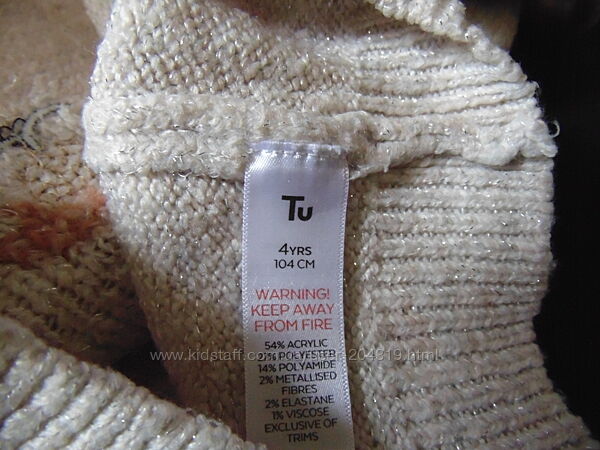 Tu
4YRS
104 CM
WARNING!
KEEP AWAY
FROM FIRE
54% ACRYLIC
POLYESTER
14% POLYAMIDE
2% METALLISED
FIBRES
2% ELASTANE
1% VISCOSE
EXCLUSIVE OF
TRIMS